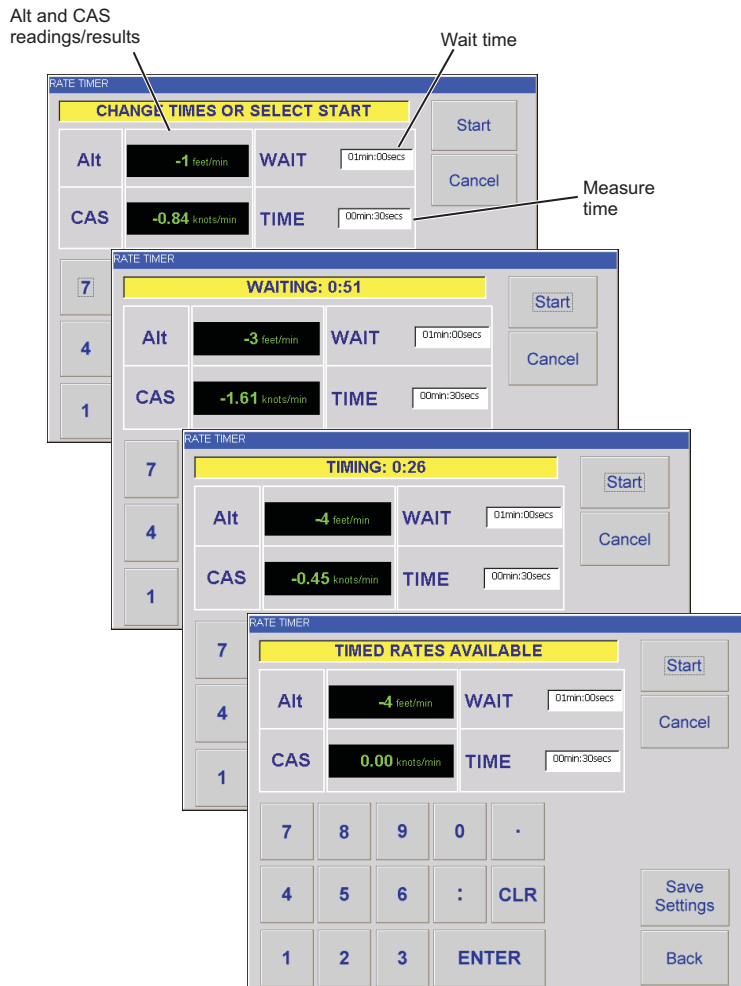 Alt and CAS
readings/results
Wait time
Measure
time
RATE TIMER
CHANGE TIMES OR SELECT START
Alt
-1 feet/min
WAIT
01min:00secs
CAS
-0.84 knots/min
TIME
00min:30secs
Start
Cancel
7
4
1
RATE TIMER
WAITING: 0:51
Alt
-3 feet/min
WAIT
01min:00secs
CAS
-1.61 knots/min
TIME
00min:30secs
Start
Cancel
7
4
1
RATE TIMER
TIMING: 0:26
Alt
-4 feet/min
WAIT
01min:00secs
CAS
-0.45 knots/min
TIME
00min:30secs
Start
Cancel
7
4
1
RATE TIMER
TIMED RATES AVAILABLE
Alt
-4 feet/min
WAIT
01min:00secs
CAS
0.00 knots/min
TIME
00min:30secs
Start
Cancel
7 8 9 0 .
4 5 6 : CLR
1 2 3 ENTER
Save
Settings
Back